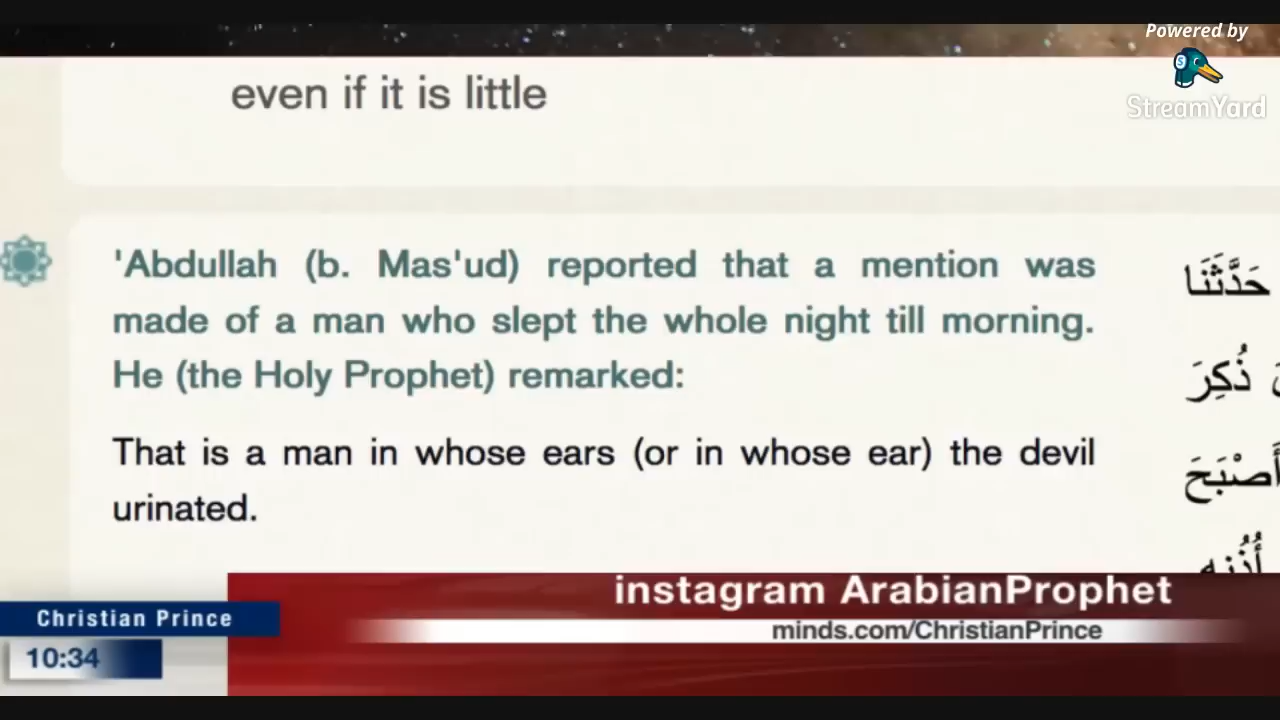 Powered by
StreamYard
even if it is little
'Abdullah (b. Mas'ud) reported that a mention was
made of a man who slept the whole night till morning.
He (the Holy Prophet) remarked:
That is a man in whose ears (or in whose ear) the devil
urinated.
حَدَّثَنَا
ذُكِرَ
أَصْبَحَ
instagram ArabianProphet
minds.com/ChristianPrince
Christian Prince
10:34